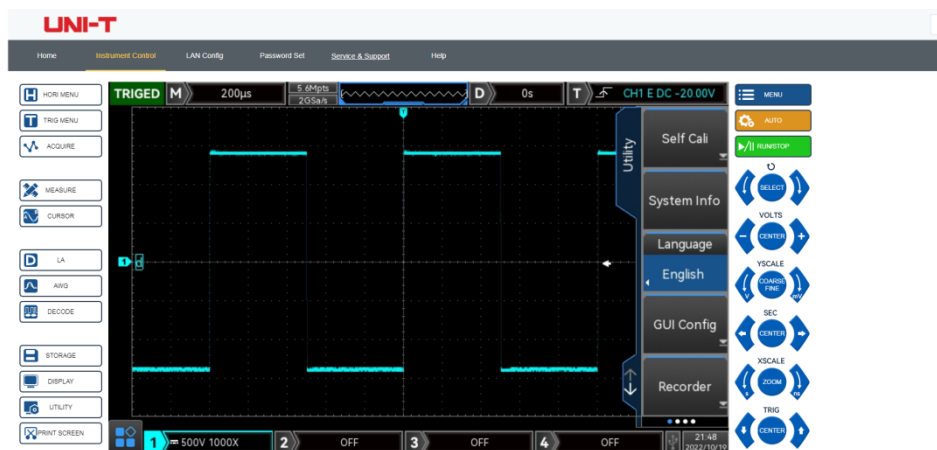 UNI-T
Home Instrument Control LAN Config Password Set Service & Support Help
HORI MENU
TRIG MENU
ACQUIRE
MEASURE
CURSOR
LA
AWG
DECODE
STORAGE
DISPLAY
UTILITY
PRINT SCREEN
TRIGED M 200μs 5.6Mpts D 0s T CH1 E DC -20.00V
2GSa/s
T
1 d
Utility
Self Cali
System Info
Language
English
GUI Config
Recorder
1 500V 1000X 2 OFF 3 OFF 4 OFF 21:48
2022/10/19
MENU
AUTO
RUN/STOP
SELECT
VOLTS
- CENTER +
YSCALE
COARSE
FINE
V mV
SEC
CENTER
XSCALE
ZOOM
s ns
TRIG
CENTER